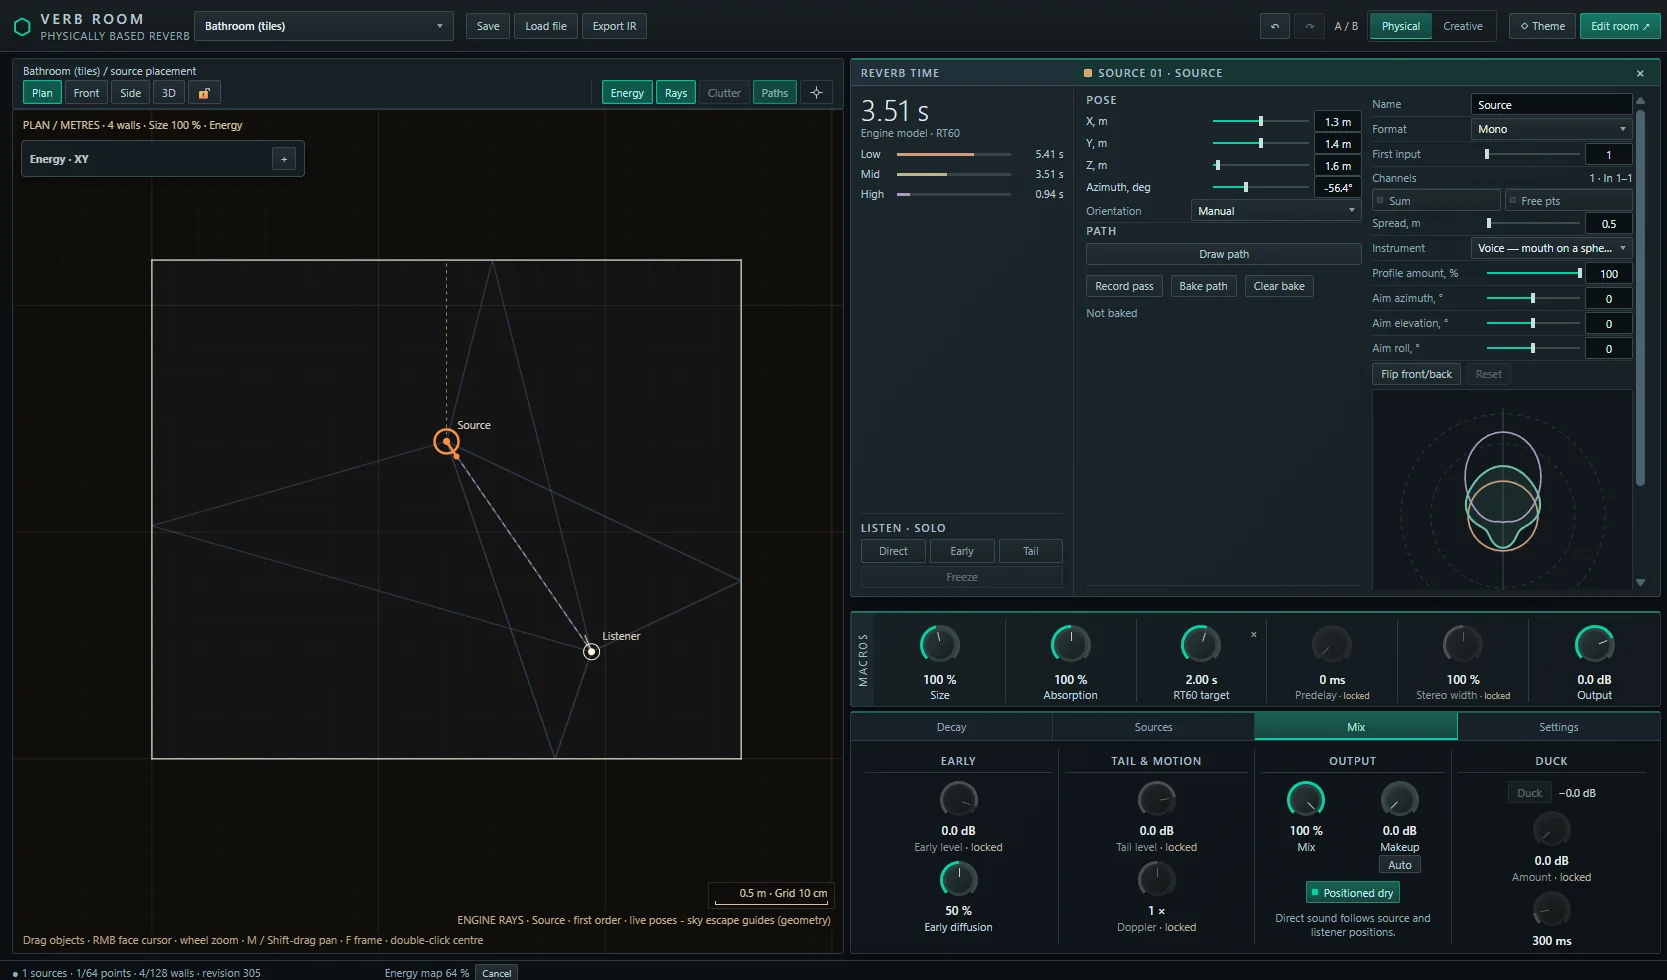 VERB ROOM
PHYSICALLY BASED REVERB
Bathroom (tiles)
Save
Load file
Export IR
A / B
Physical
Creative
Theme
Edit room ↗
Bathroom (tiles) / source placement
Plan
Front
Side
3D
Energy
Rays
Clutter
Paths
PLAN / METRES · 4 walls · Size 100 % · Energy
Energy · XY
+
Source
Listener
0.5 m · Grid 10 cm
ENGINE RAYS · Source · first order · live poses - sky escape guides (geometry)
Drag objects · RMB face cursor · wheel zoom · M / Shift-drag pan · F frame · double-click centre
1 sources · 1/64 points · 4/128 walls · revision 305
Energy map 64 %
Cancel
REVERB TIME
3.51 s
Engine model · RT60
Low 5.41 s
Mid 3.51 s
High 0.94 s
LISTEN · SOLO
Direct
Early
Tail
Freeze
SOURCE 01 · SOURCE
×
POSE
X, m 1.3 m
Y, m 1.4 m
Z, m 1.6 m
Azimuth, deg -56.4°
Orientation Manual
PATH
Draw path
Record pass
Bake path
Clear bake
Not baked
Name Source
Format Mono
First input 1
Channels 1 · In 1–1
Sum
Free pts
Spread, m 0.5
Instrument Voice — mouth on a sphe...
Profile amount, % 100
Aim azimuth, ° 0
Aim elevation, ° 0
Aim roll, ° 0
Flip front/back
Reset
MACROS
100 %
Size
100 %
Absorption
×
2.00 s
RT60 target
0 ms
Predelay · locked
100 %
Stereo width · locked
0.0 dB
Output
Decay
Sources
Mix
Settings
EARLY
0.0 dB
Early level · locked
50 %
Early diffusion
TAIL & MOTION
0.0 dB
Tail level · locked
1 ×
Doppler · locked
OUTPUT
100 %
Mix
0.0 dB
Makeup
Auto
Positioned dry
Direct sound follows source and
listener positions.
DUCK
Duck
−0.0 dB
0.0 dB
Amount · locked
300 ms